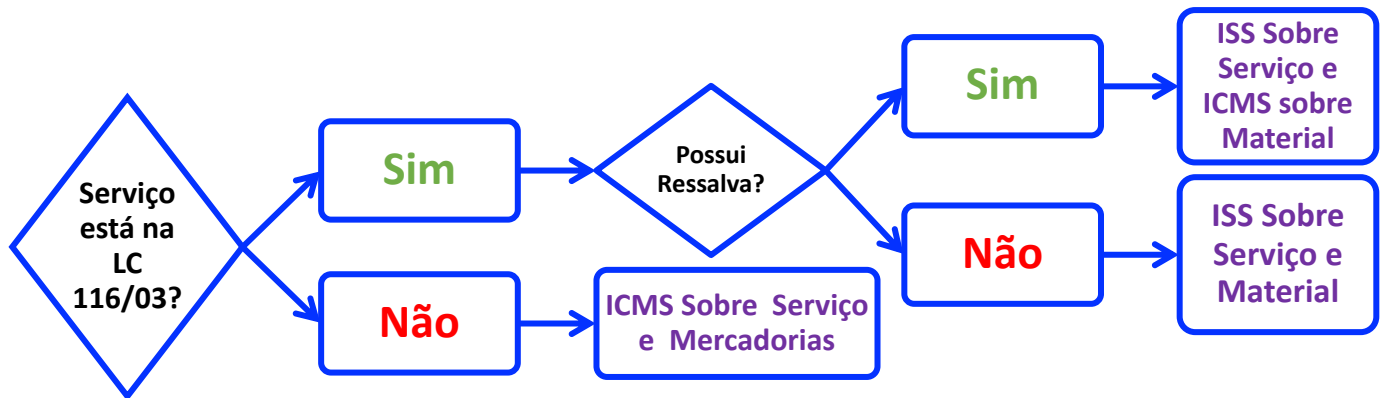 Serviço
está na
LC
116/03?
Sim
Não
Possui
Ressalva?
ICMS Sobre Serviço
e Mercadorias
Sim
Não
ISS Sobre
Serviço e
ICMS sobre
Material
ISS Sobre
Serviço e
Material